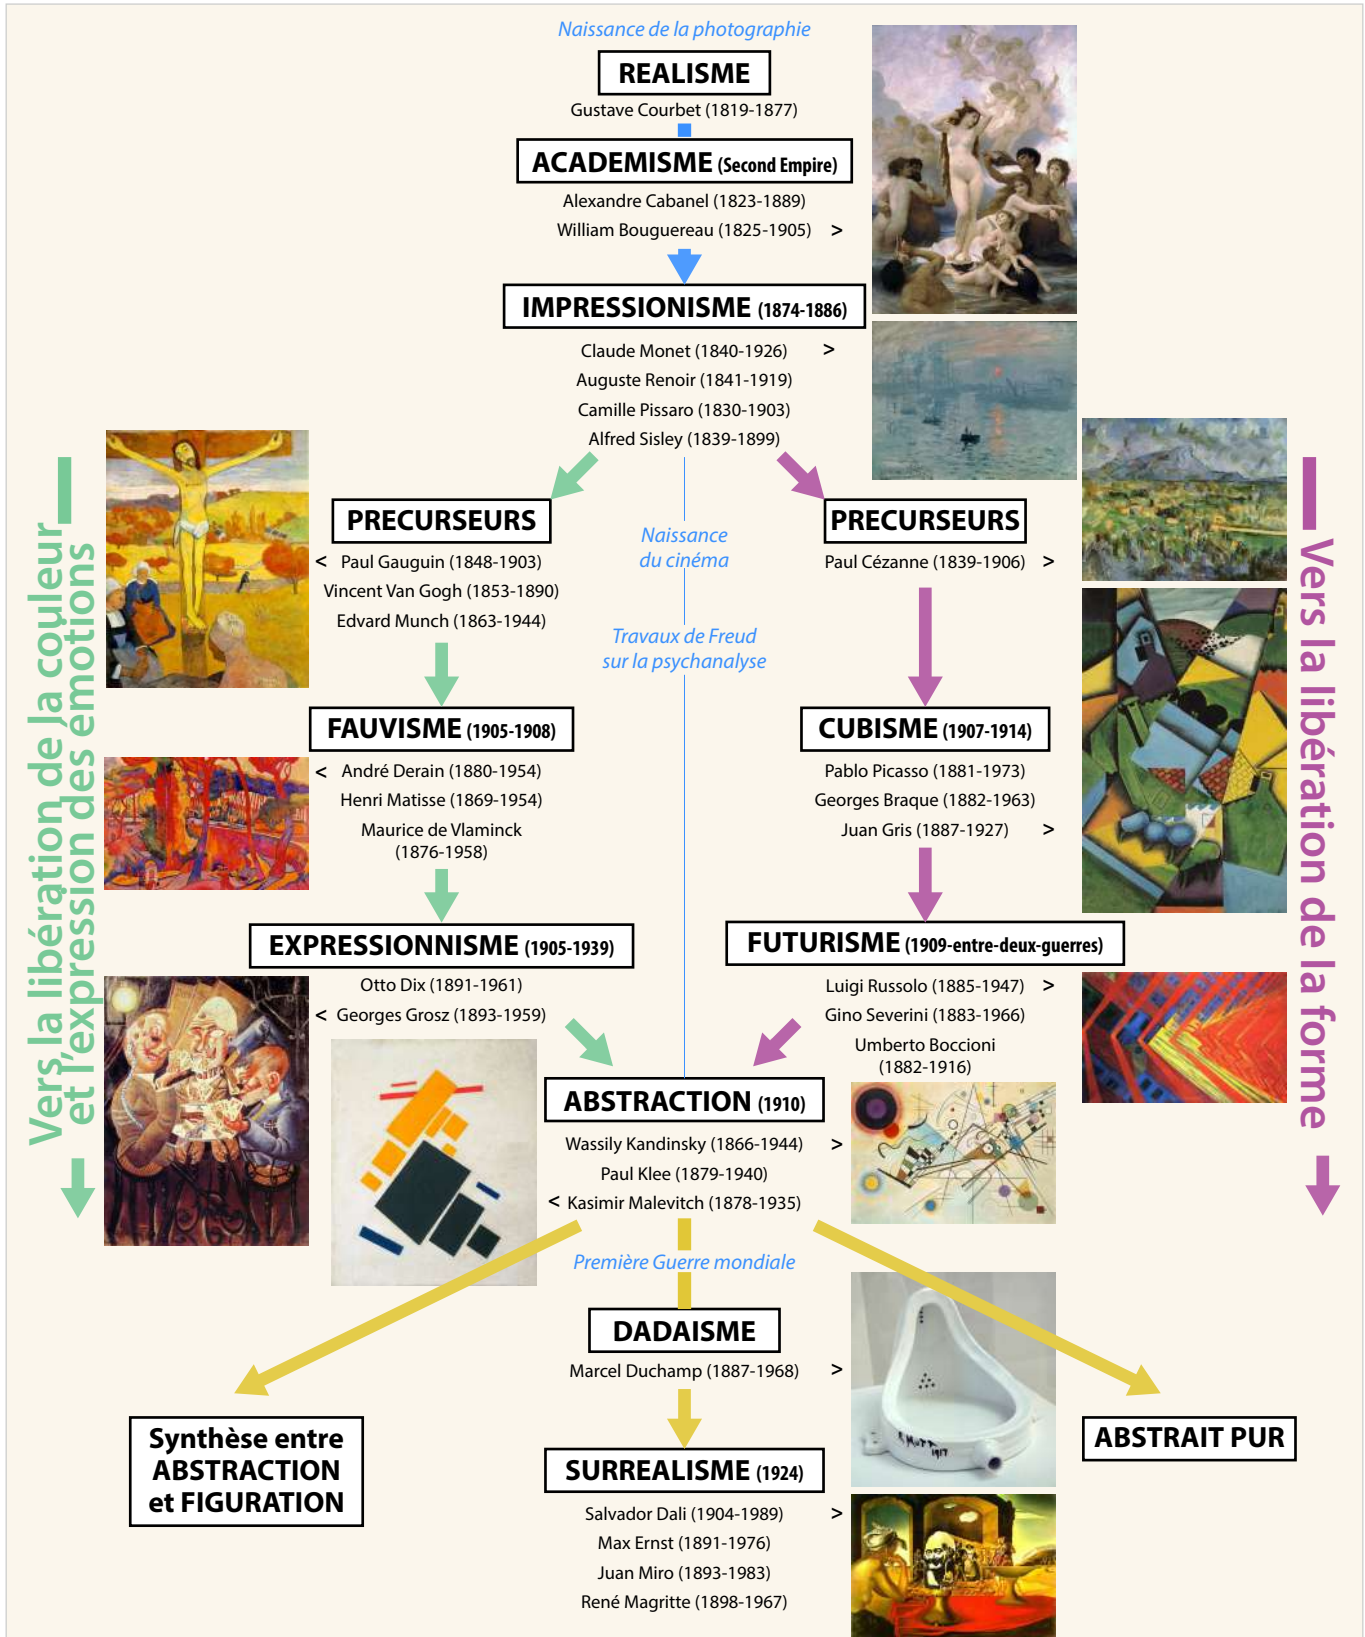 Naissance de la photographie
REALISME
Gustave Courbet (1819-1877)
ACADEMISME (Second Empire)
Alexandre Cabanel (1823-1889)
William Bouguereau (1825-1905) >
IMPRESSIONISME (1874-1886)
Claude Monet (1840-1926) >
Auguste Renoir (1841-1919)
Camille Pissaro (1830-1903)
Alfred Sisley (1839-1899)
Vers la libération de la couleur
et l'expression des émotions
PRECURSEURS
< Paul Gauguin (1848-1903)
Vincent Van Gogh (1853-1890)
Edvard Munch (1863-1944)
FAUVISME (1905-1908)
< André Derain (1880-1954)
Henri Matisse (1869-1954)
Maurice de Vlaminck
(1876-1958)
EXPRESSIONNISME (1905-1939)
Otto Dix (1891-1961)
< Georges Grosz (1893-1959)
Naissance
du cinéma
Travaux de Freud
sur la psychanalyse
PRECURSEURS
Paul Cézanne (1839-1906) >
CUBISME (1907-1914)
Pablo Picasso (1881-1973)
Georges Braque (1882-1963)
Juan Gris (1887-1927) >
FUTURISME (1909-entre-deux-guerres)
Luigi Russolo (1885-1947) >
Gino Severini (1883-1966)
Umberto Boccioni
(1882-1916)
Vers la libération de la forme
ABSTRACTION (1910)
Wassily Kandinsky (1866-1944) >
Paul Klee (1879-1940)
< Kasimir Malevitch (1878-1935)
Première Guerre mondiale
DADAISME
Marcel Duchamp (1887-1968) >
R.MUTT
1917
Synthèse entre
ABSTRACTION
et FIGURATION
ABSTRAIT PUR
SURREALISME (1924)
Salvador Dali (1904-1989) >
Max Ernst (1891-1976)
Juan Miro (1893-1983)
René Magritte (1898-1967)